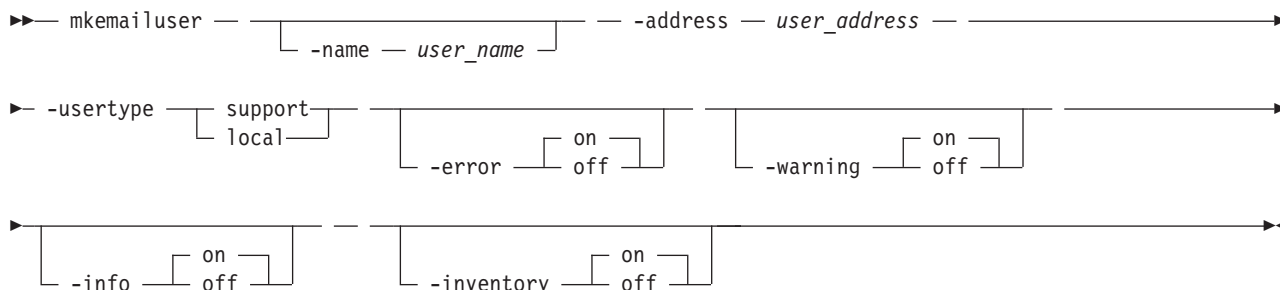 mkemailuser -address user_address
-name user_name
-usertype support
local
on on
-error off -warning off
on on
-info off -inventory off